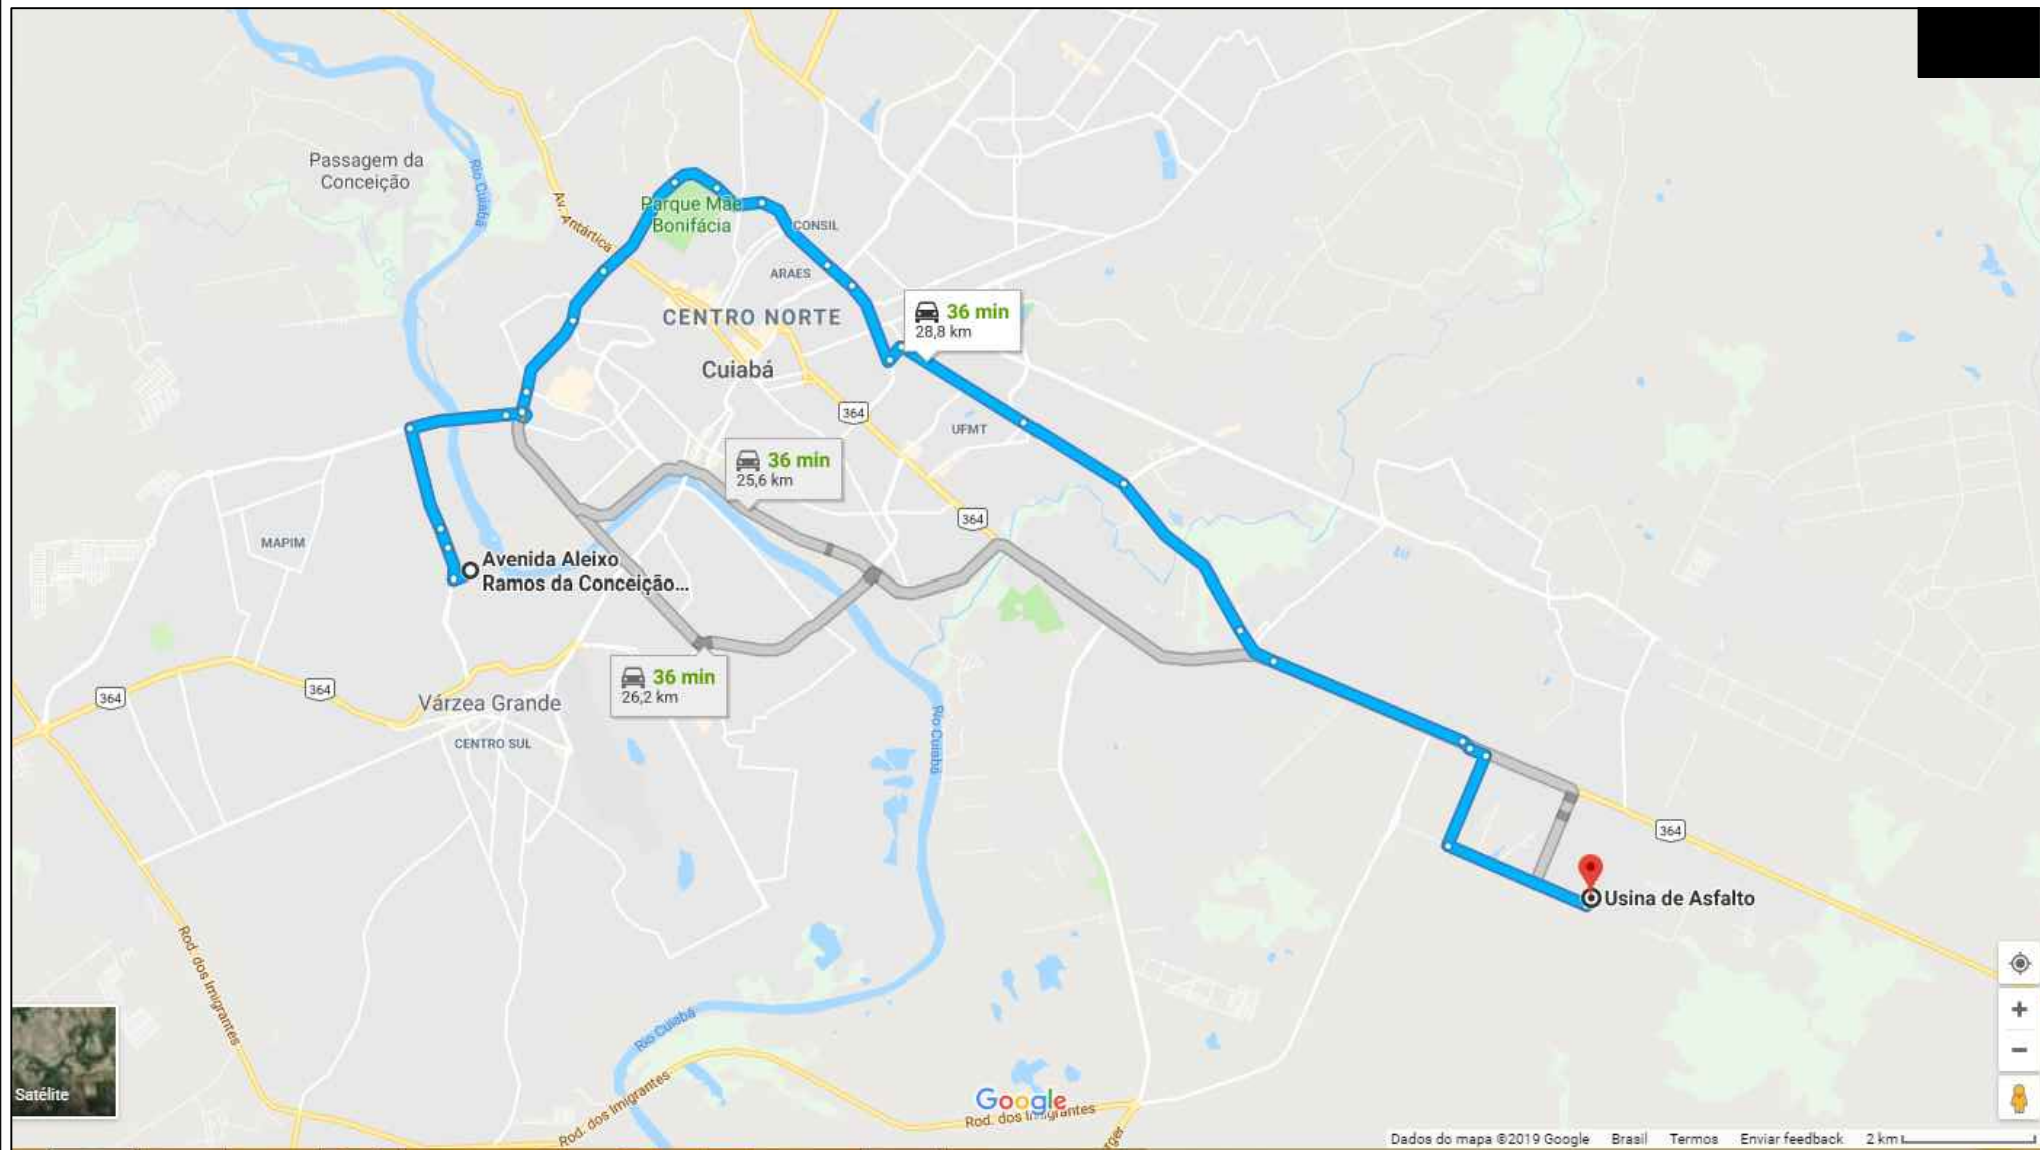 Passagem da
Conceição
Rio Cuiabá
Av. Antártica
Parque Mãe
Bonifácia
CONSIL
ARAES
CENTRO NORTE
36 min
28,8 km
Cuiabá
364
UFMT
36 min
25,6 km
364
MAPIM
Avenida Aleixo
Ramos da Conceição...
36 min
26,2 km
364
364
Várzea Grande
CENTRO SUL
Rio Cuiabá
364
Usina de Asfalto
Rod. dos Imigrantes
Rio Cuiabá
Rod. dos Imigrantes
Satélite
Google
Rod. dos Imigrantes
rger
Dados do mapa ©2019 Google Brasil Termos Enviar feedback 2 km